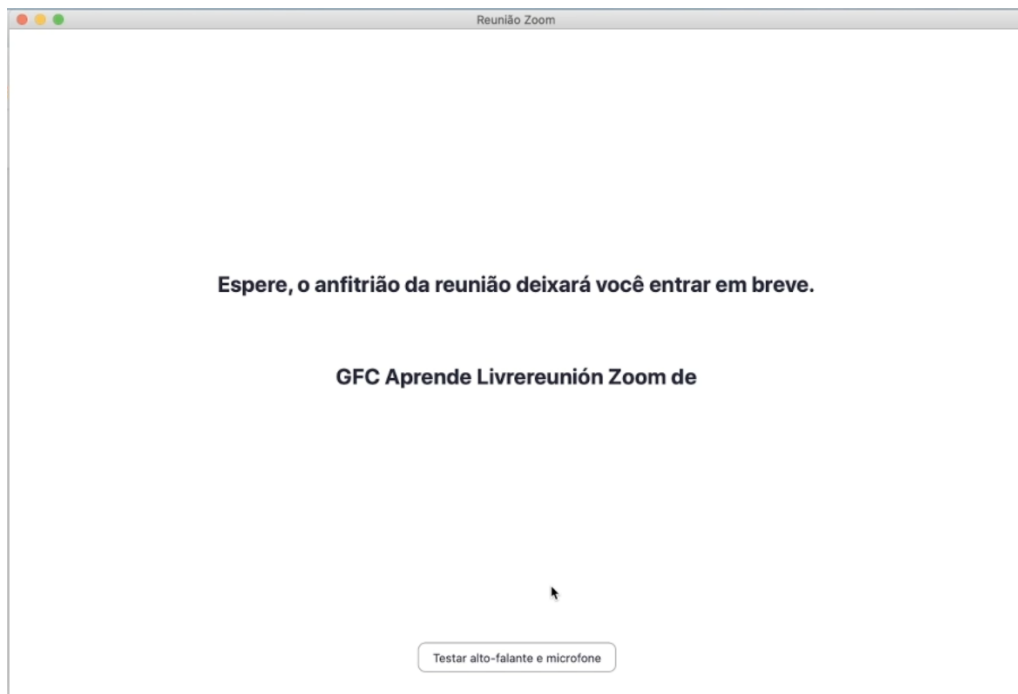 Reunião Zoom
Espere, o anfitrião da reunião deixará você entrar em breve.
GFC Aprende Livrereunión Zoom de
Testar alto-falante e microfone